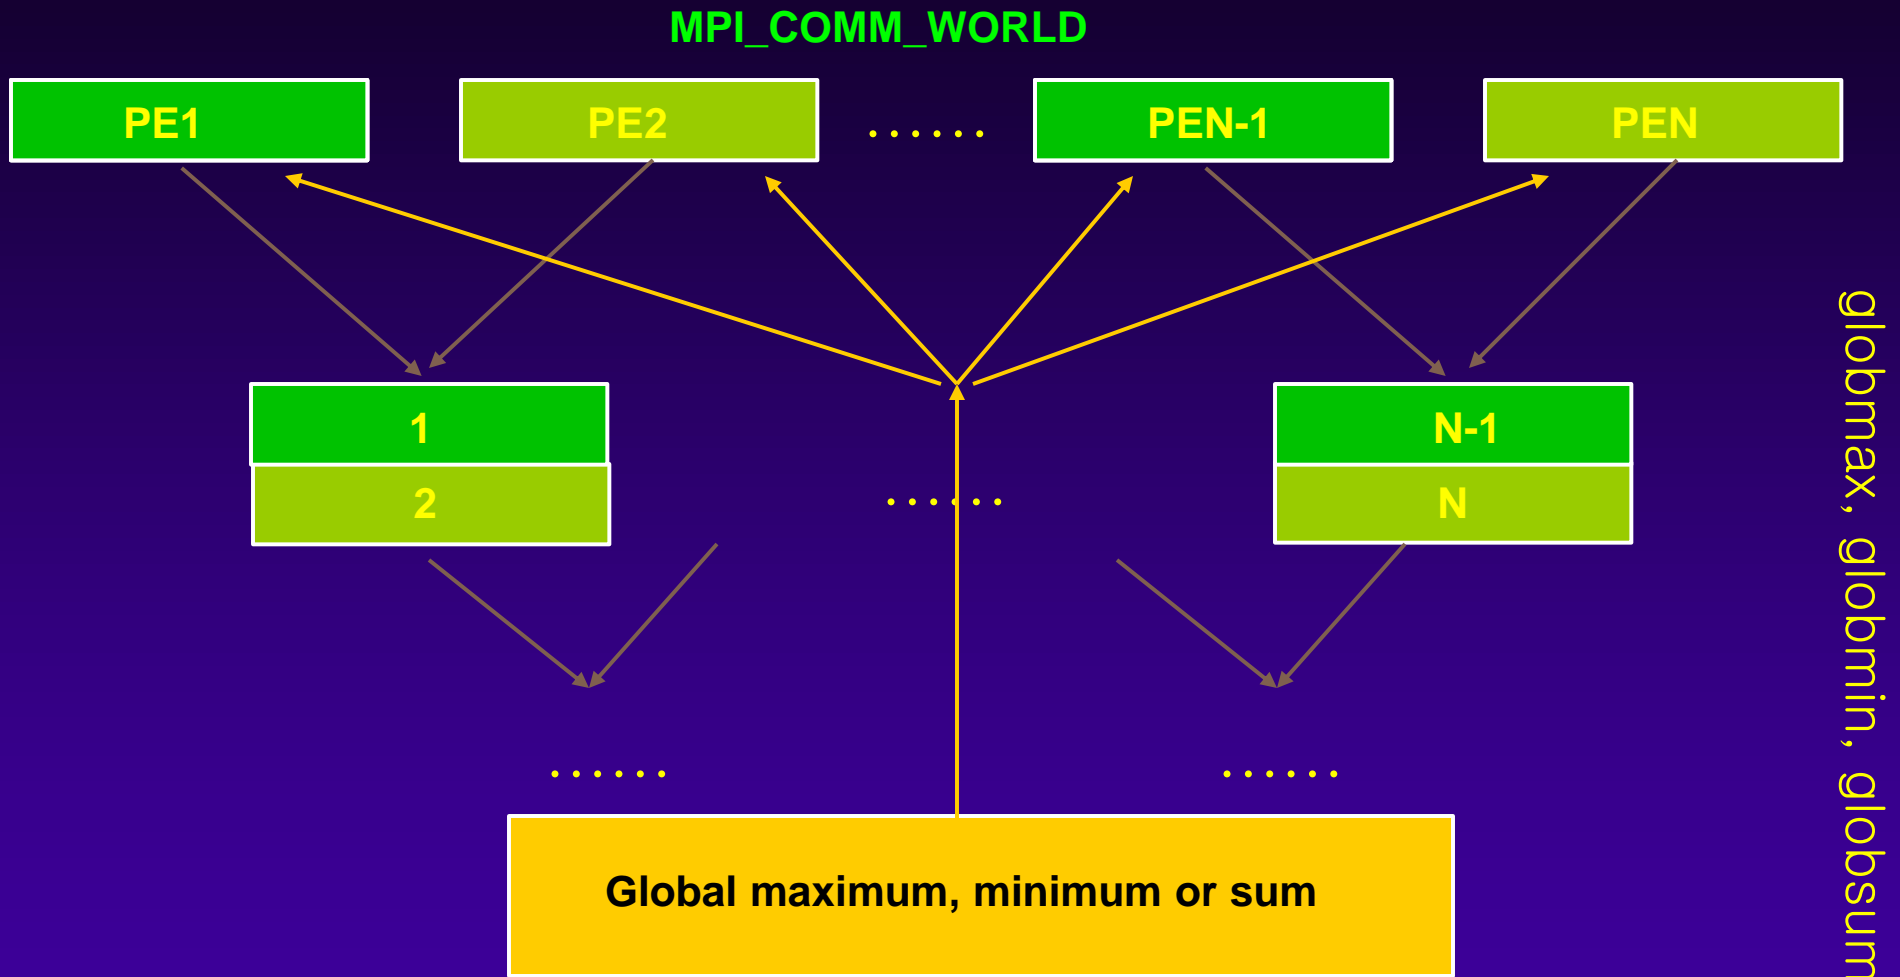 MPI_COMM_WORLD
PE1
PE2
......
PEN-1
PEN
1
2
......
N-1
N
......
......
Global maximum, minimum or sum
globmax, globmin, globsum